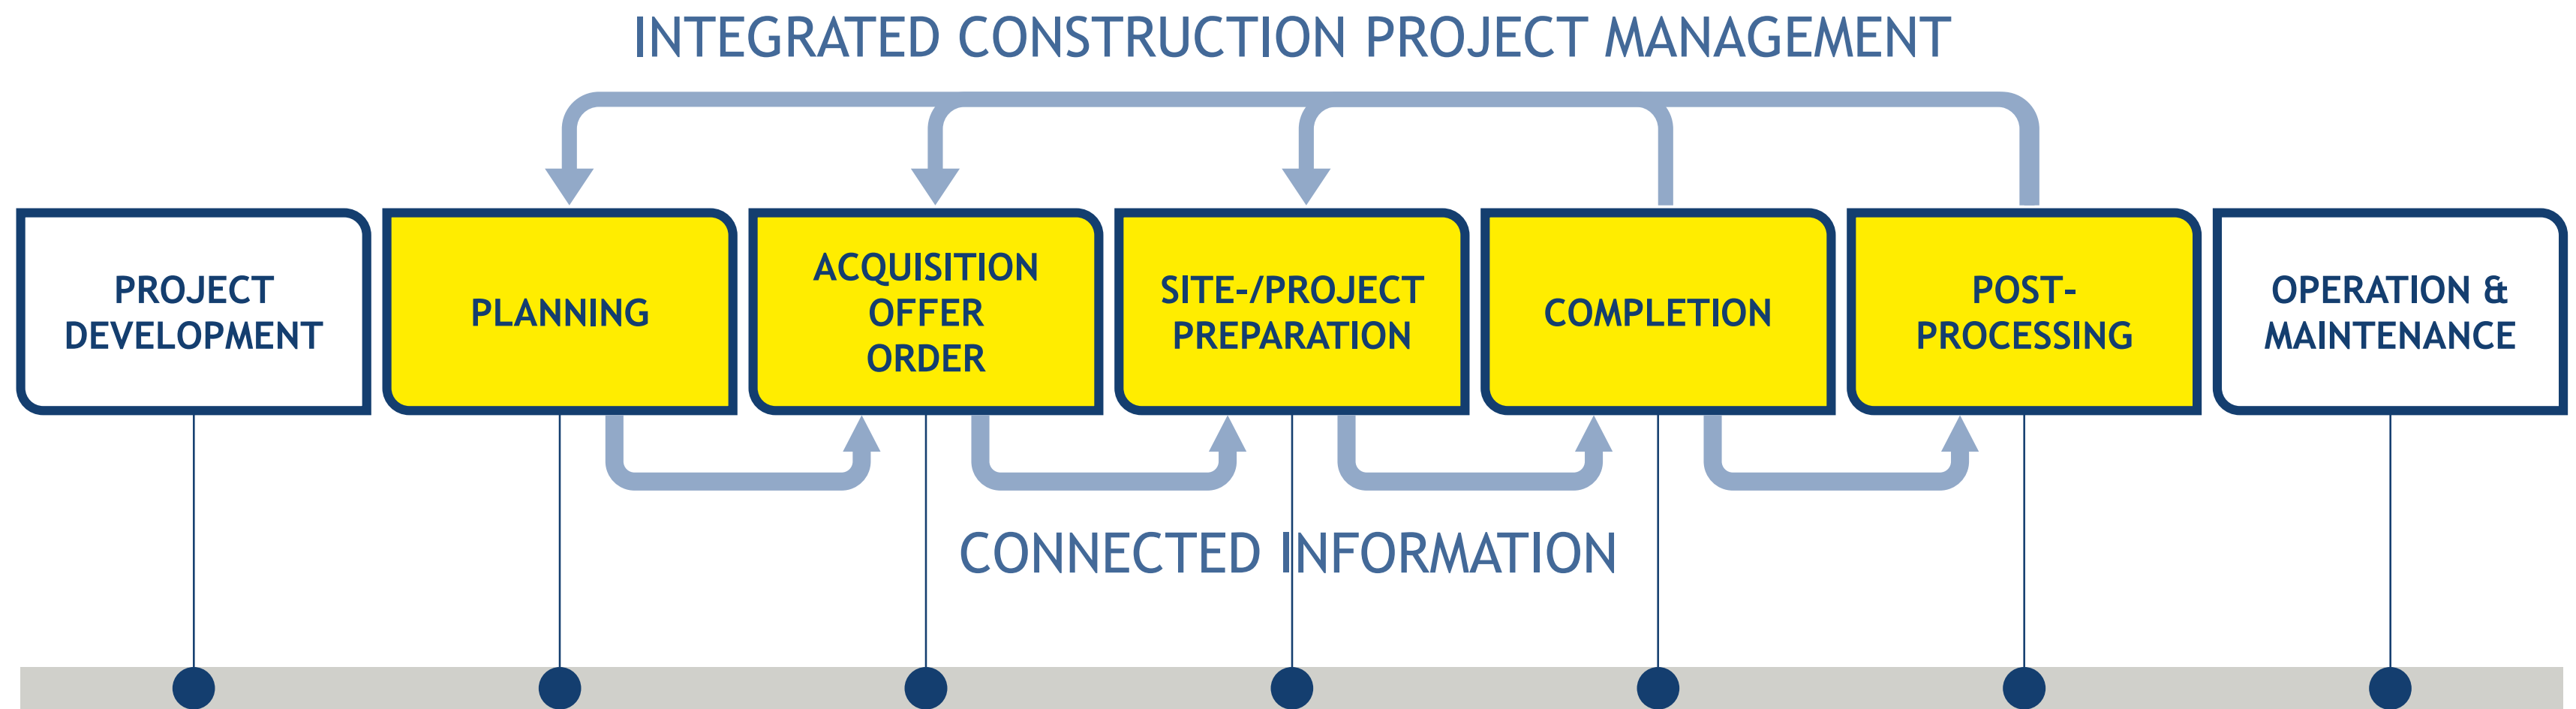 INTEGRATED CONSTRUCTION PROJECT MANAGEMENT
PROJECT
DEVELOPMENT
PLANNING
ACQUISITION
OFFER
ORDER
SITE-/PROJECT
PREPARATION
COMPLETION
POST-
PROCESSING
OPERATION &
MAINTENANCE
CONNECTED INFORMATION